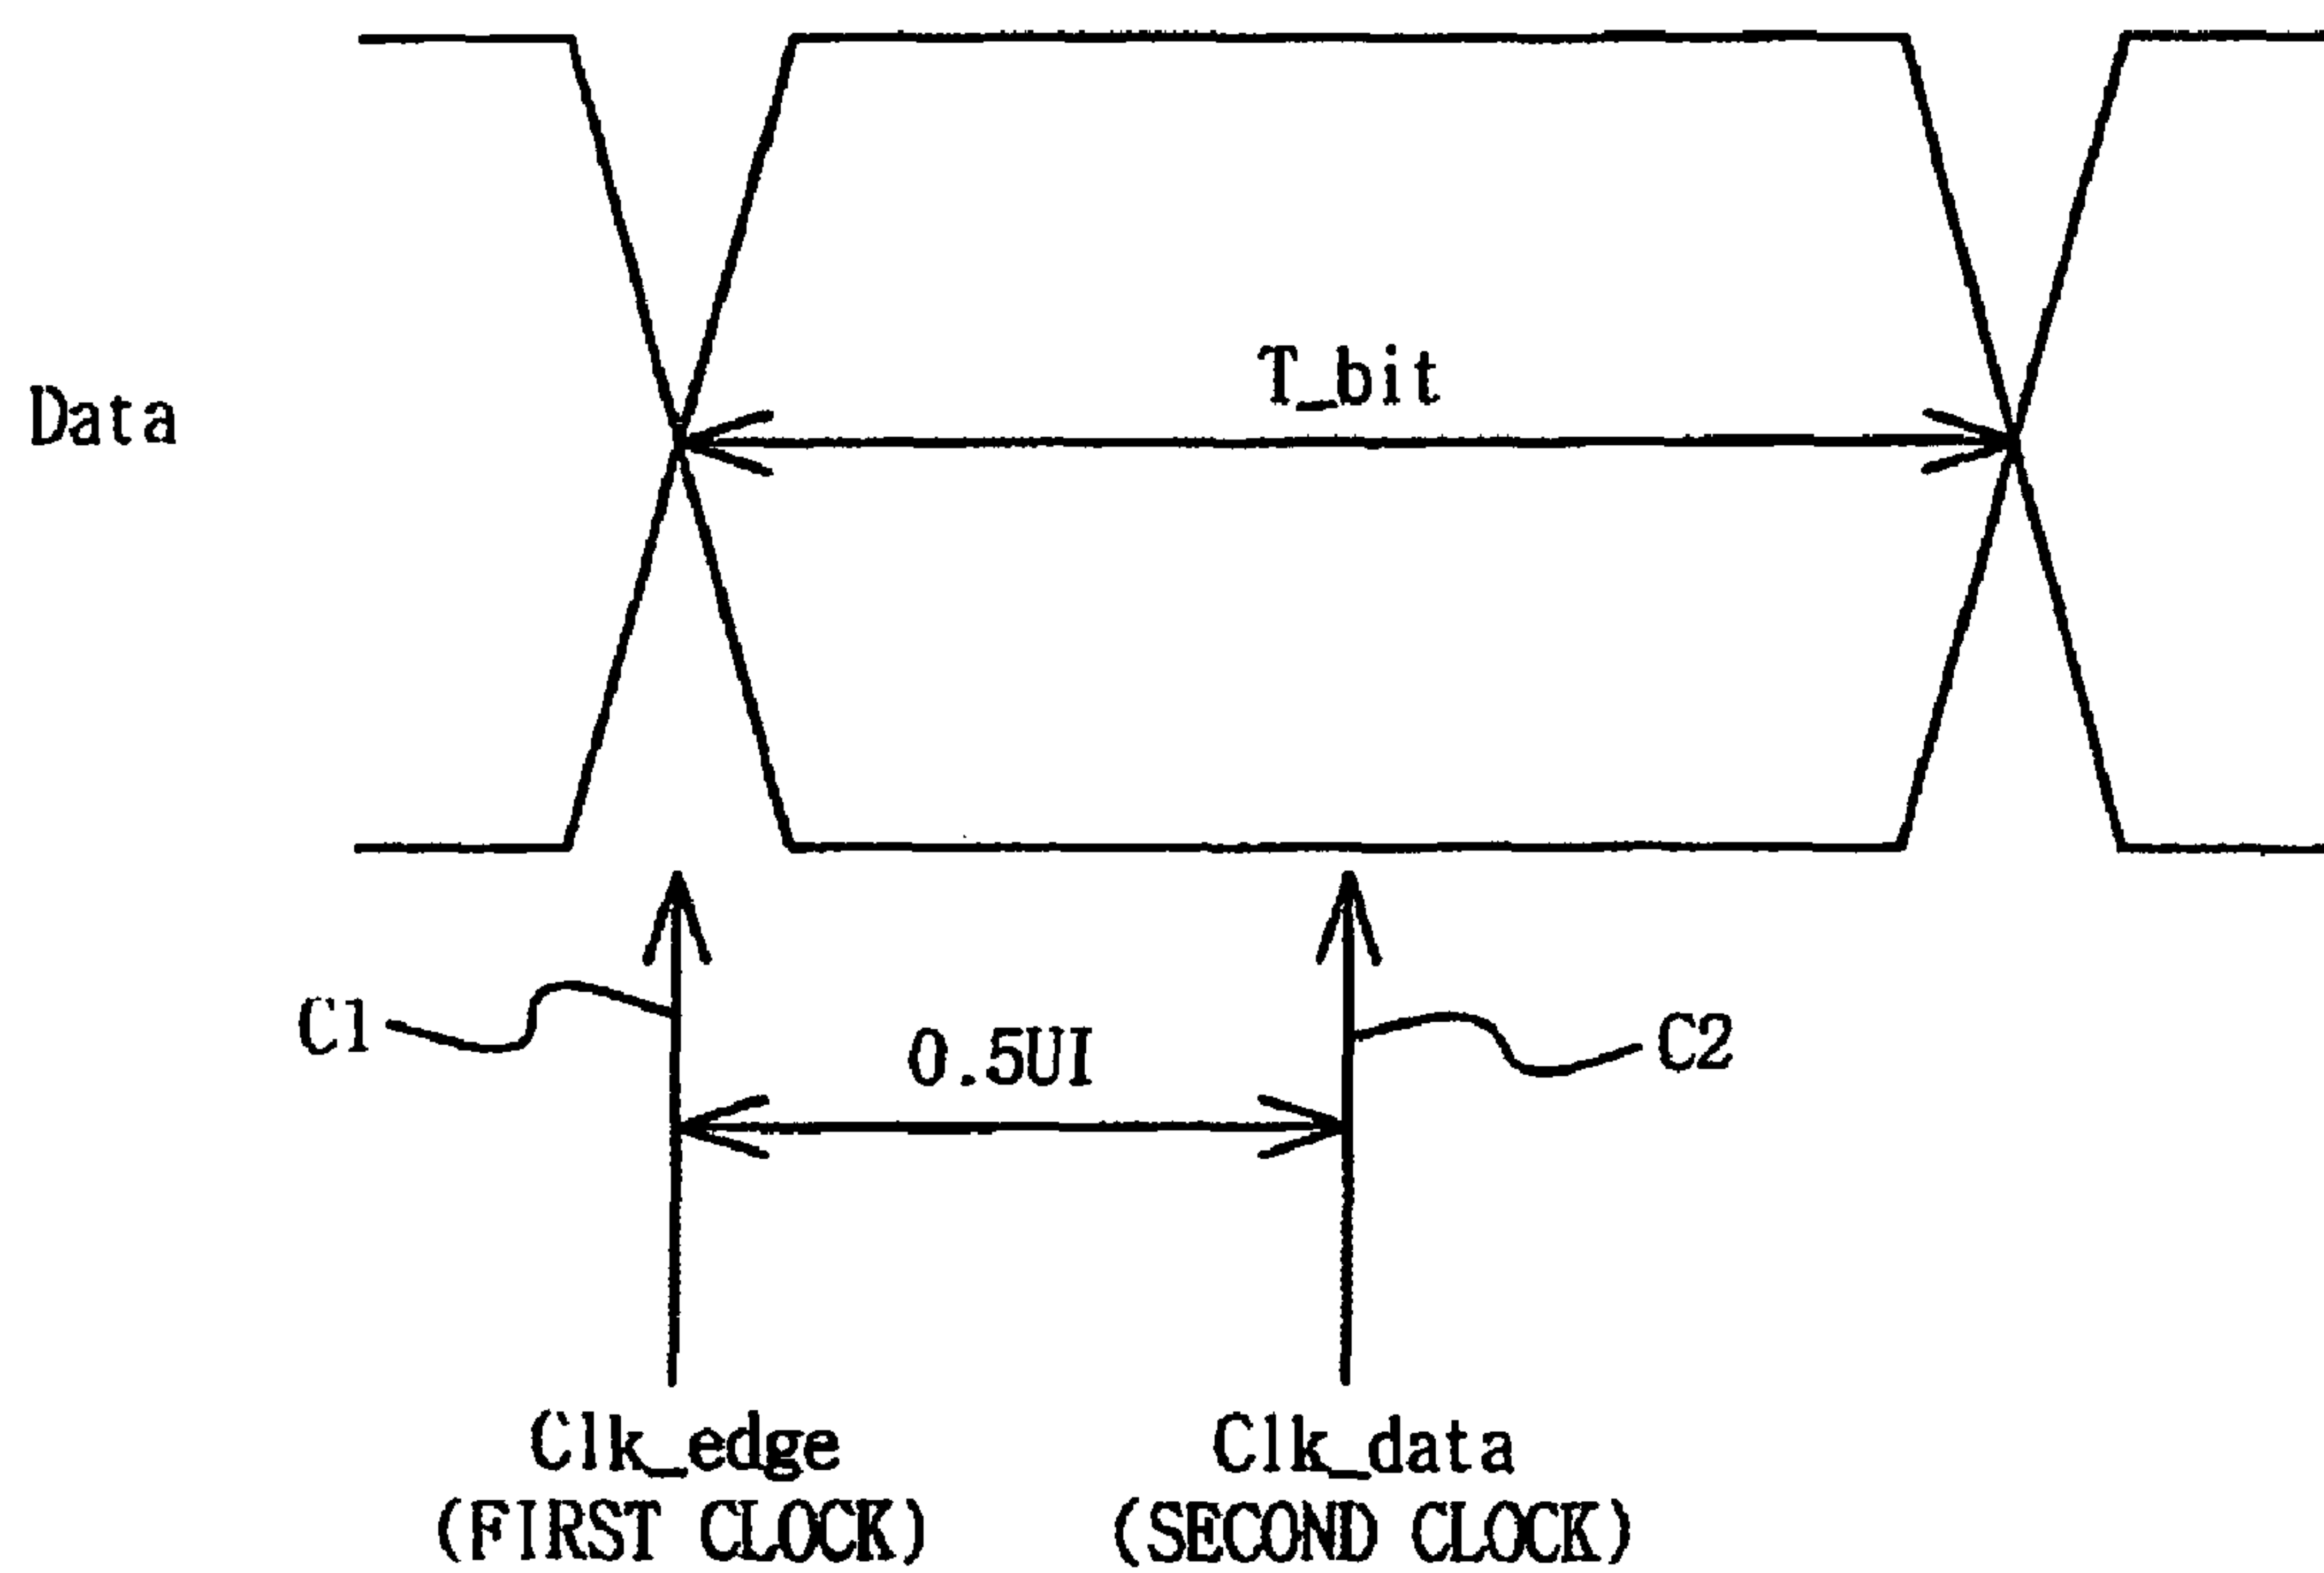 T_bit
Data
C1
0.5UI
C2
Clk_edge
Clk_data
(FIRST CLOCK)
(SECOND CLOCK)